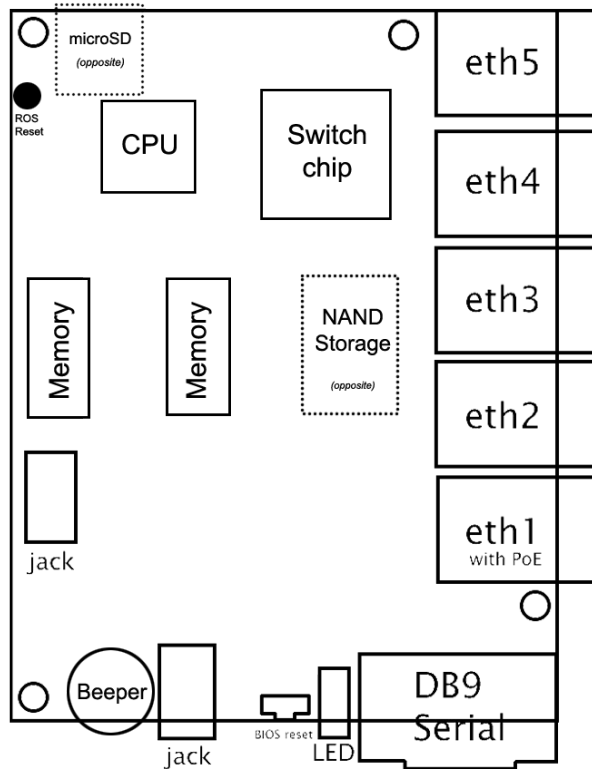 microSD
(opposite)
eth5
ROS
Reset
CPU
Switch
chip
eth4
Memory
Memory
NAND
Storage
(opposite)
eth3
eth2
jack
eth1
with PoE
Beeper
jack
BIOS reset
LED
DB9
Serial